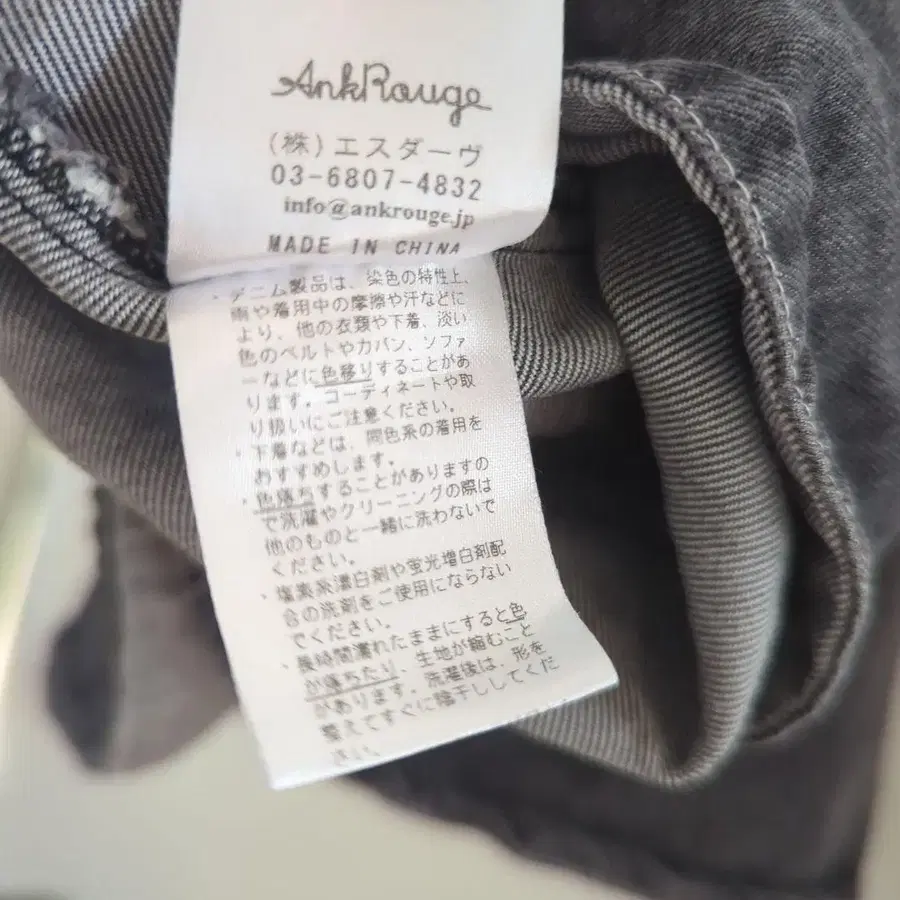 AnkRouge
(株)エスダーヴ
03-6807-4832
info@ankrouge.jp
MADE IN CHINA
・デニム製品は、染色の特性上、
雨や着用中の摩擦や汗などに
より、他の衣類や下着、淡い
色のベルトやカバン、ソファ
ーなどに色移りすることがあ
ります。コーディネートや取
り扱いにご注意ください。
・下着などは、同色系の着用を
おすすめします。
・色落ちすることがありますの
で洗濯やクリーニングの際は
他のものと一緒に洗わないで
ください。
・塩素系漂白剤や蛍光増白剤配
合の洗剤をご使用にならない
でください。
・長時間濡れたままにすると色
が落ちたり、生地が縮むこと
があります。洗濯後は、形を
整えてすぐに陰干ししてくだ
さい。